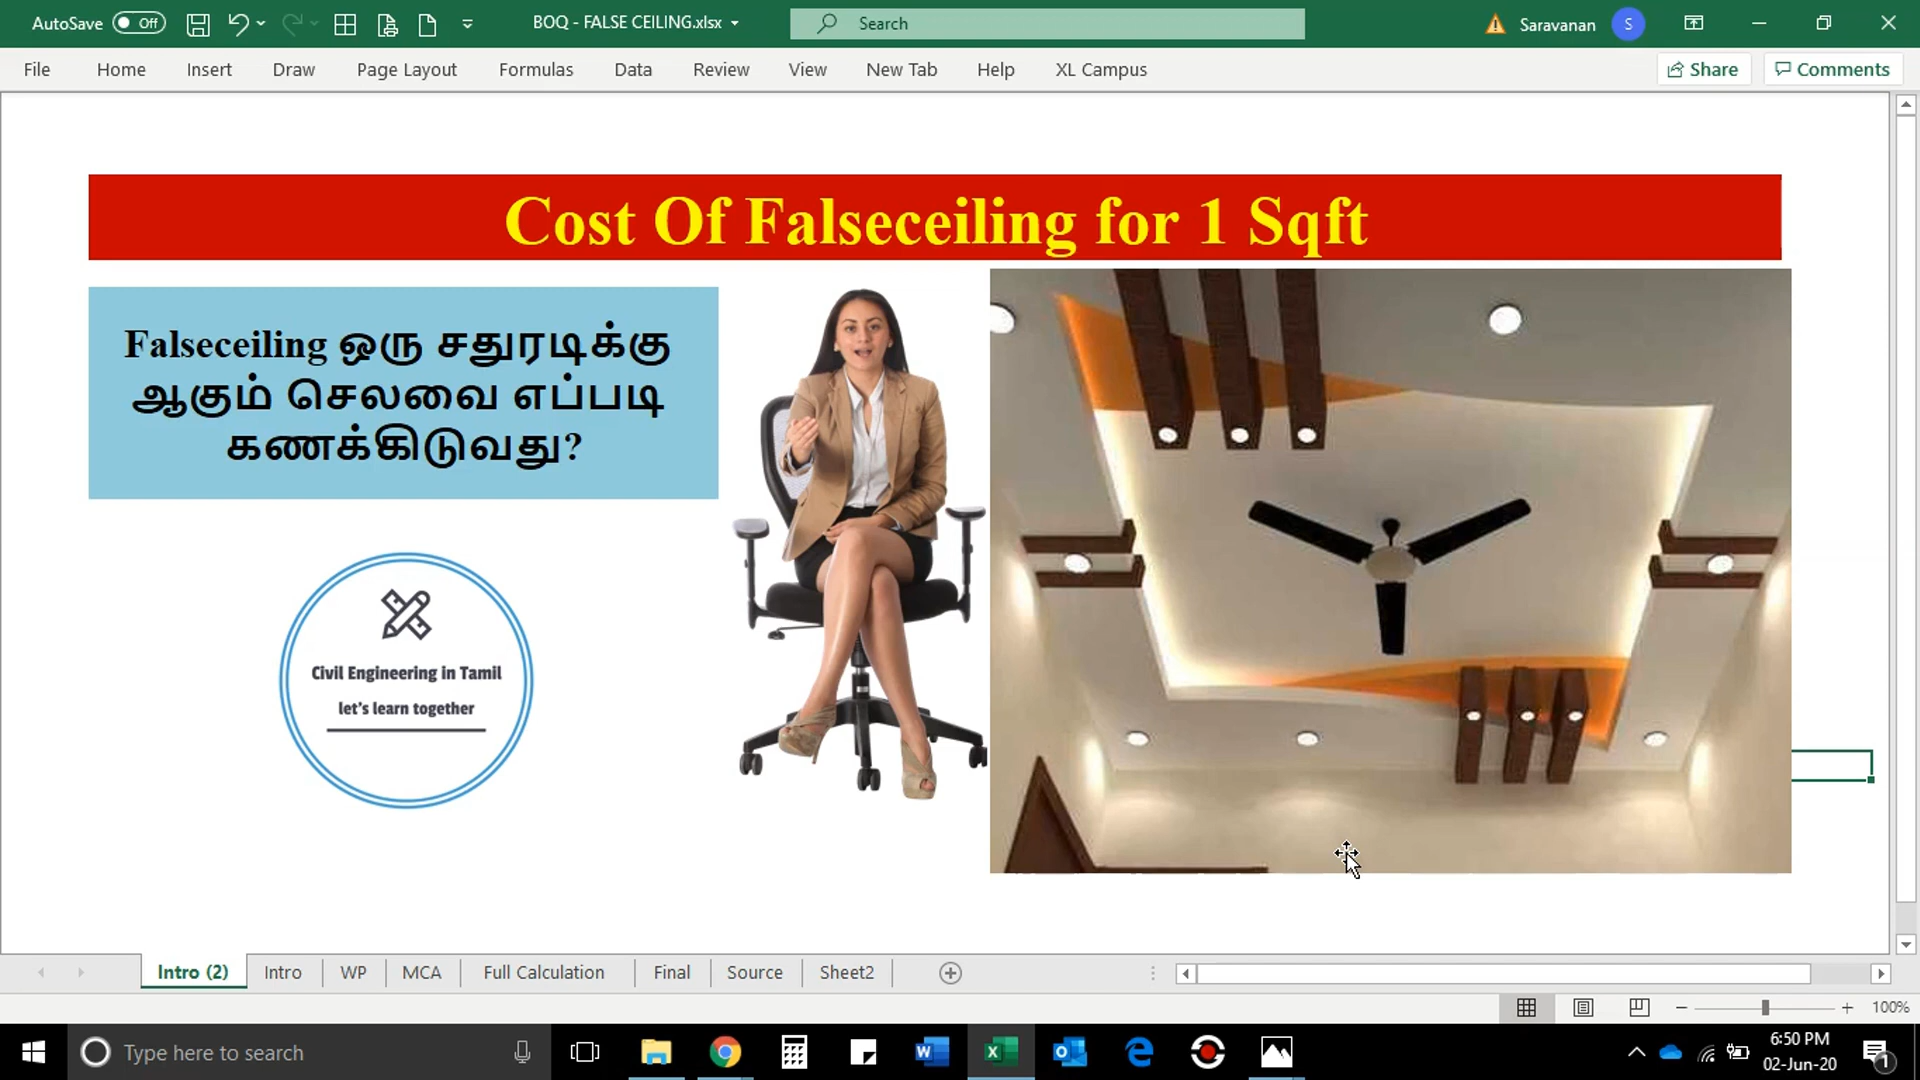 AutoSave Off
BOQ - FALSE CEILING.xlsx
Search
Saravanan S
File Home Insert Draw Page Layout Formulas Data Review View New Tab Help XL Campus
Share Comments
Cost Of Falseceiling for 1 Sqft
Falseceiling ஒரு சதுரடிக்கு
ஆகும் செலவை எப்படி
கணக்கிடுவது?
Civil Engineering in Tamil
let's learn together
Intro (2) Intro WP MCA Full Calculation Final Source Sheet2
100%
Type here to search
6:50 PM
02-Jun-20
1